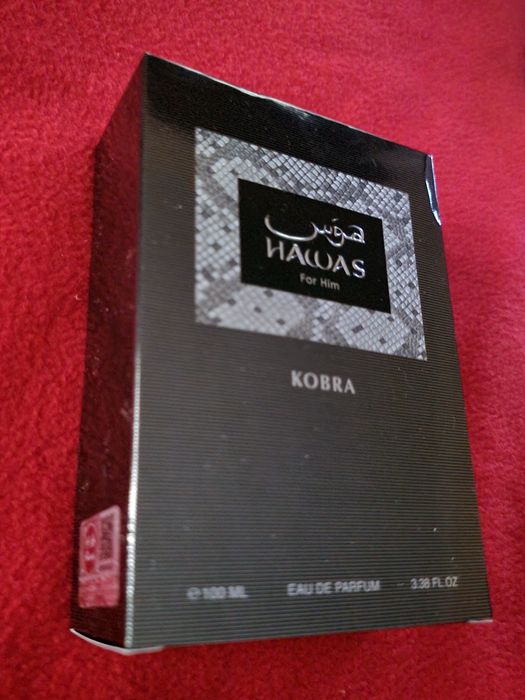 هوس
HAWAS
For Him
KOBRA
℮100 ML EAU DE PARFUM 3.38 FL.OZ